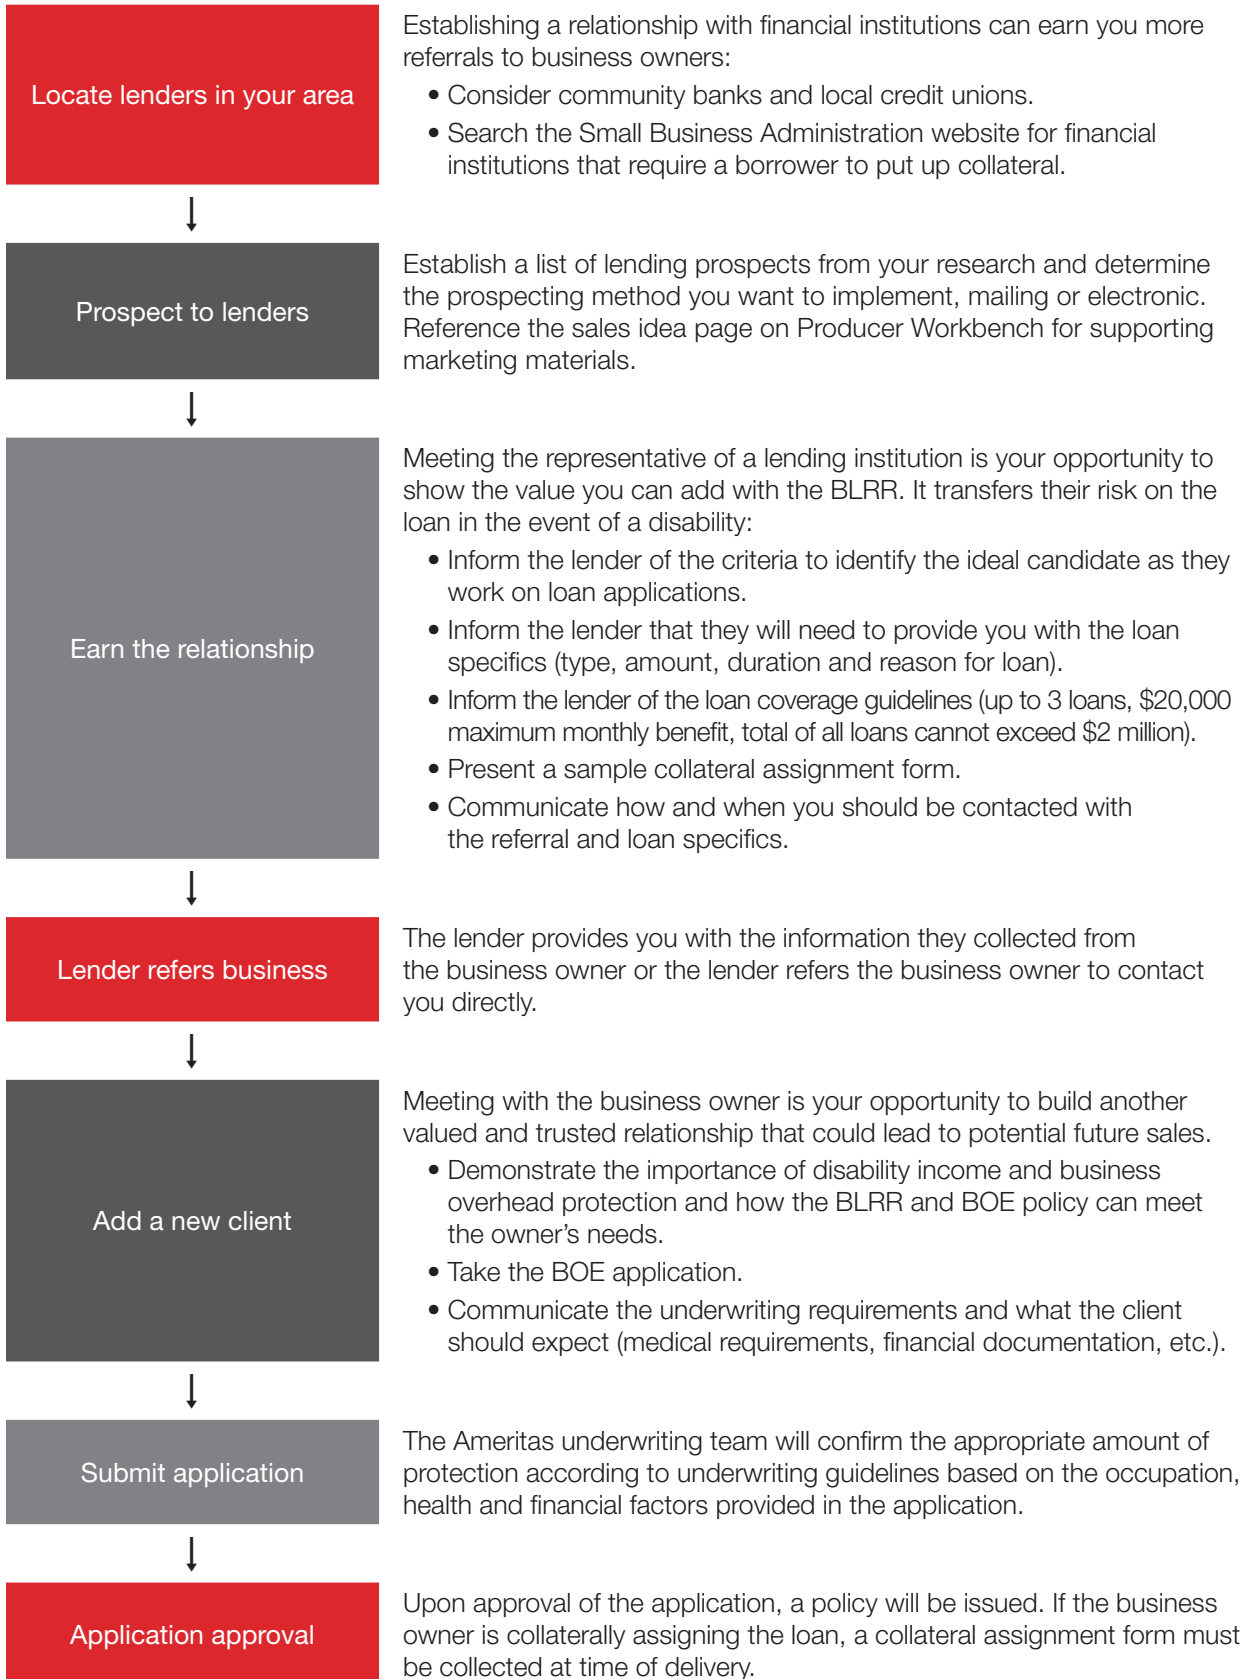 Locate lenders in your area
Establishing a relationship with financial institutions can earn you more
referrals to business owners:
• Consider community banks and local credit unions.
• Search the Small Business Administration website for financial
institutions that require a borrower to put up collateral.
Prospect to lenders
Establish a list of lending prospects from your research and determine
the prospecting method you want to implement, mailing or electronic.
Reference the sales idea page on Producer Workbench for supporting
marketing materials.
Earn the relationship
Meeting the representative of a lending institution is your opportunity to
show the value you can add with the BLRR. It transfers their risk on the
loan in the event of a disability:
• Inform the lender of the criteria to identify the ideal candidate as they
work on loan applications.
• Inform the lender that they will need to provide you with the loan
specifics (type, amount, duration and reason for loan).
• Inform the lender of the loan coverage guidelines (up to 3 loans, $20,000
maximum monthly benefit, total of all loans cannot exceed $2 million).
• Present a sample collateral assignment form.
• Communicate how and when you should be contacted with
the referral and loan specifics.
Lender refers business
The lender provides you with the information they collected from
the business owner or the lender refers the business owner to contact
you directly.
Add a new client
Meeting with the business owner is your opportunity to build another
valued and trusted relationship that could lead to potential future sales.
• Demonstrate the importance of disability income and business
overhead protection and how the BLRR and BOE policy can meet
the owner’s needs.
• Take the BOE application.
• Communicate the underwriting requirements and what the client
should expect (medical requirements, financial documentation, etc.).
Submit application
The Ameritas underwriting team will confirm the appropriate amount of
protection according to underwriting guidelines based on the occupation,
health and financial factors provided in the application.
Application approval
Upon approval of the application, a policy will be issued. If the business
owner is collaterally assigning the loan, a collateral assignment form must
be collected at time of delivery.